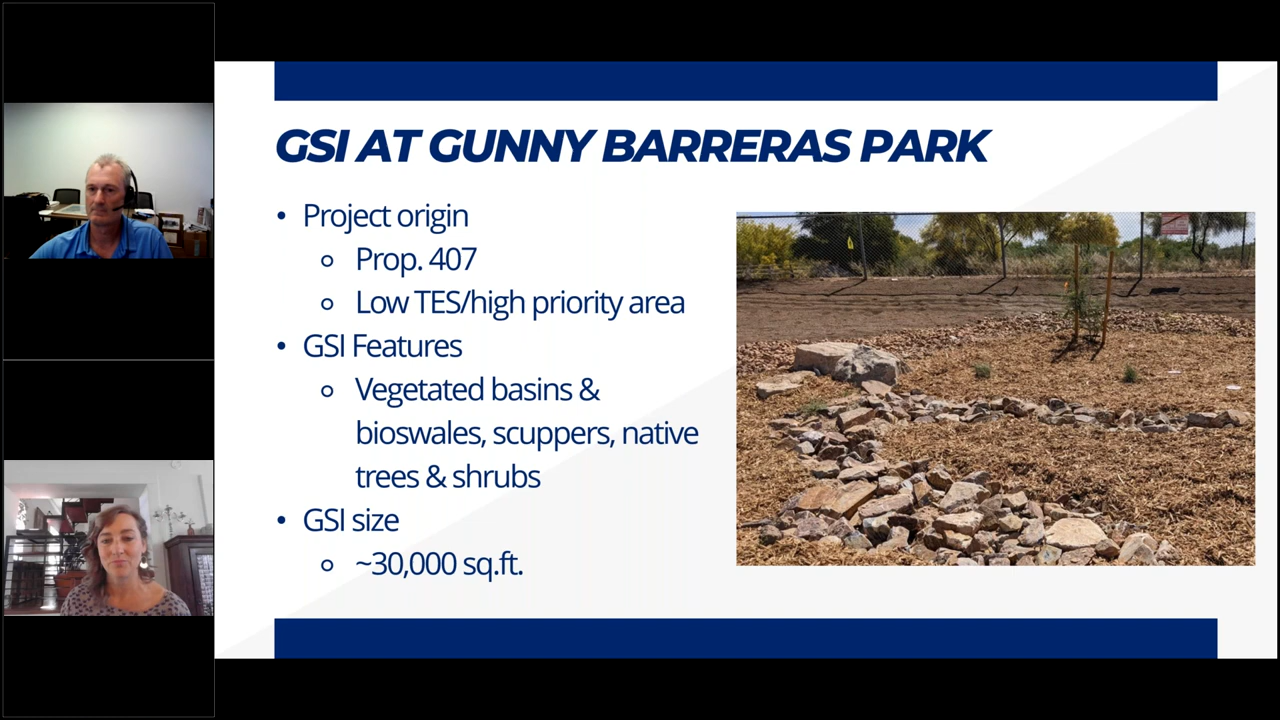 GSI AT GUNNY BARRERAS PARK
• Project origin
○ Prop. 407
○ Low TES/high priority area
• GSI Features
○ Vegetated basins &
bioswales, scuppers, native
trees & shrubs
• GSI size
○ ~30,000 sq.ft.